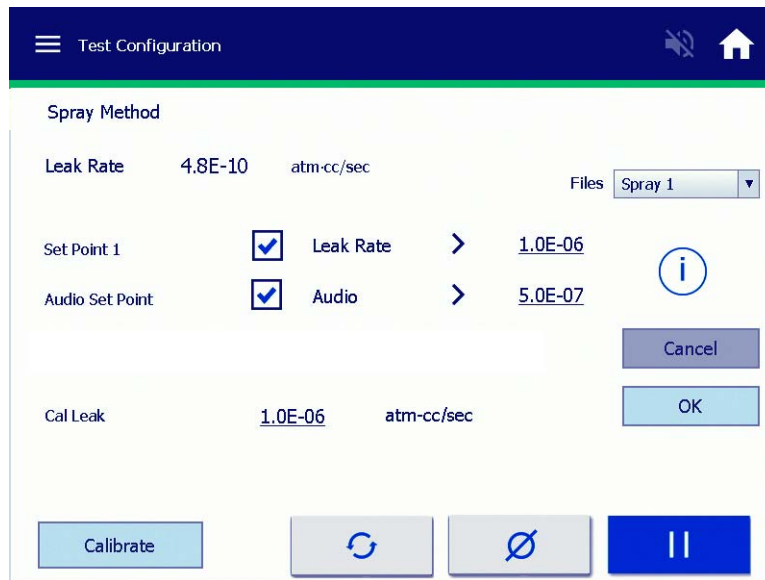 Test Configuration
Spray Method
Leak Rate 4.8E-10 atm·cc/sec
Files Spray 1
Set Point 1 Leak Rate > 1.0E-06
Audio Set Point Audio > 5.0E-07
i
Cancel
Cal Leak 1.0E-06 atm-cc/sec
OK
Calibrate